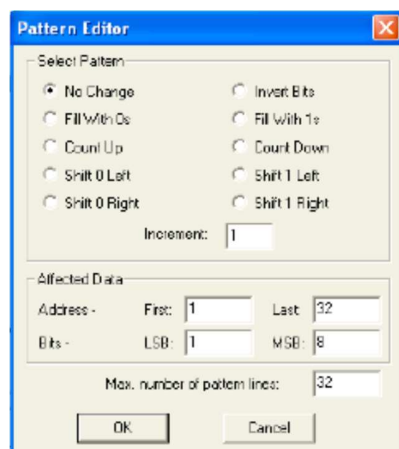 Pattern Editor
Select Pattern
No Change Invert Bits
Fill With 0s Fill With 1s
Count Up Count Down
Shift 0 Left Shift 1 Left
Shift 0 Right Shift 1 Right
Increment: 1
Affected Data
Address - First: 1 Last: 32
Bits - LSB: 1 MSB: 8
Max. number of pattern lines: 32
OK Cancel